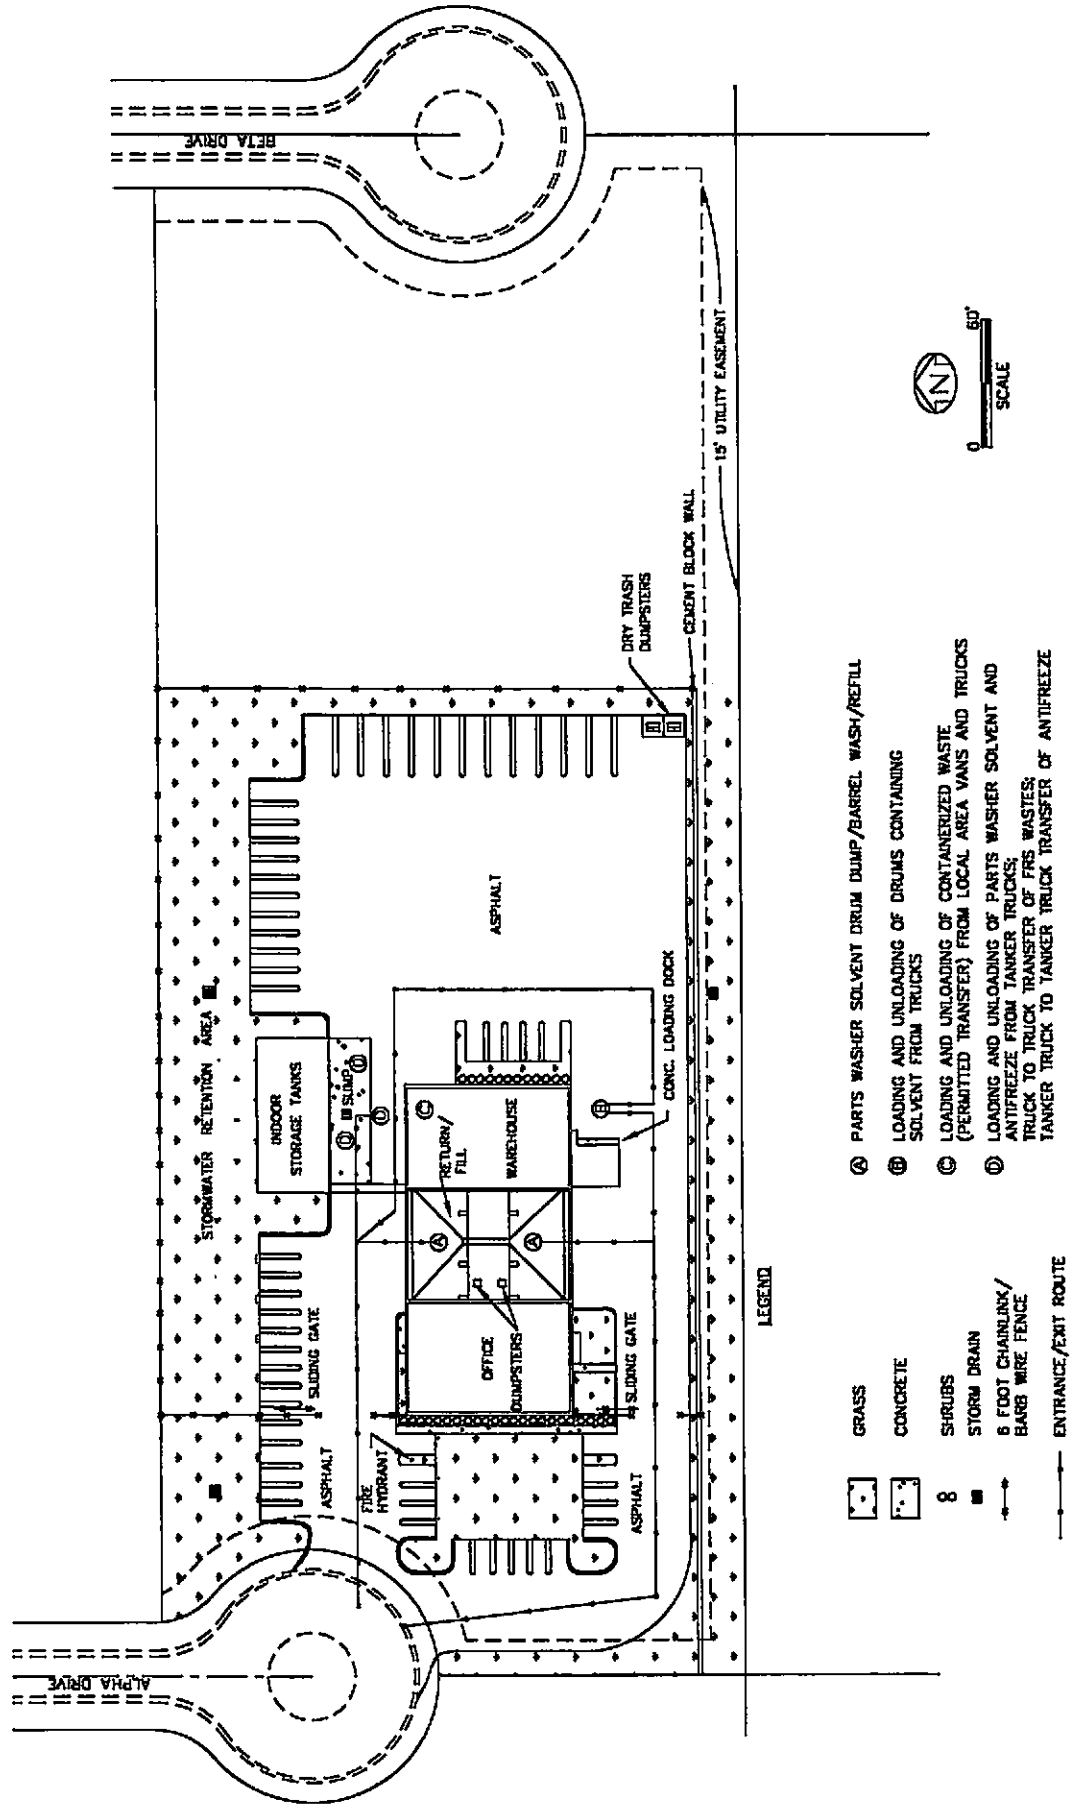 ALPHA DRIVE
BETA DRIVE
STORMWATER RETENTION AREA
INDOOR
STORAGE TANKS
SUMP
D
D
D
ASPHALT
SLIDING GATE
FIRE
HYDRANT
RETURN/
FILL
C
A
A
OFFICE
WAREHOUSE
DUMPSTERS
B
CONC. LOADING DOCK
SLIDING GATE
ASPHALT
ASPHALT
DRY TRASH
DUMPSTERS
CEMENT BLOCK WALL
15' UTILITY EASEMENT
LEGEND
GRASS
CONCRETE
SHRUBS
STORM DRAIN
6 FOOT CHAINLINK/
BARB WIRE FENCE
ENTRANCE/EXIT ROUTE
A PARTS WASHER SOLVENT DRUM DUMP/BARREL WASH/REFILL
B LOADING AND UNLOADING OF DRUMS CONTAINING
SOLVENT FROM TRUCKS
C LOADING AND UNLOADING OF CONTAINERIZED WASTE
(PERMITTED TRANSFER) FROM LOCAL AREA VANS AND TRUCKS
D LOADING AND UNLOADING OF PARTS WASHER SOLVENT AND
ANTIFREEZE FROM TANKER TRUCKS;
TRUCK TO TRUCK TRANSFER OF FRS WASTES;
TANKER TRUCK TO TANKER TRUCK TRANSFER OF ANTIFREEZE
N
0 60'
SCALE